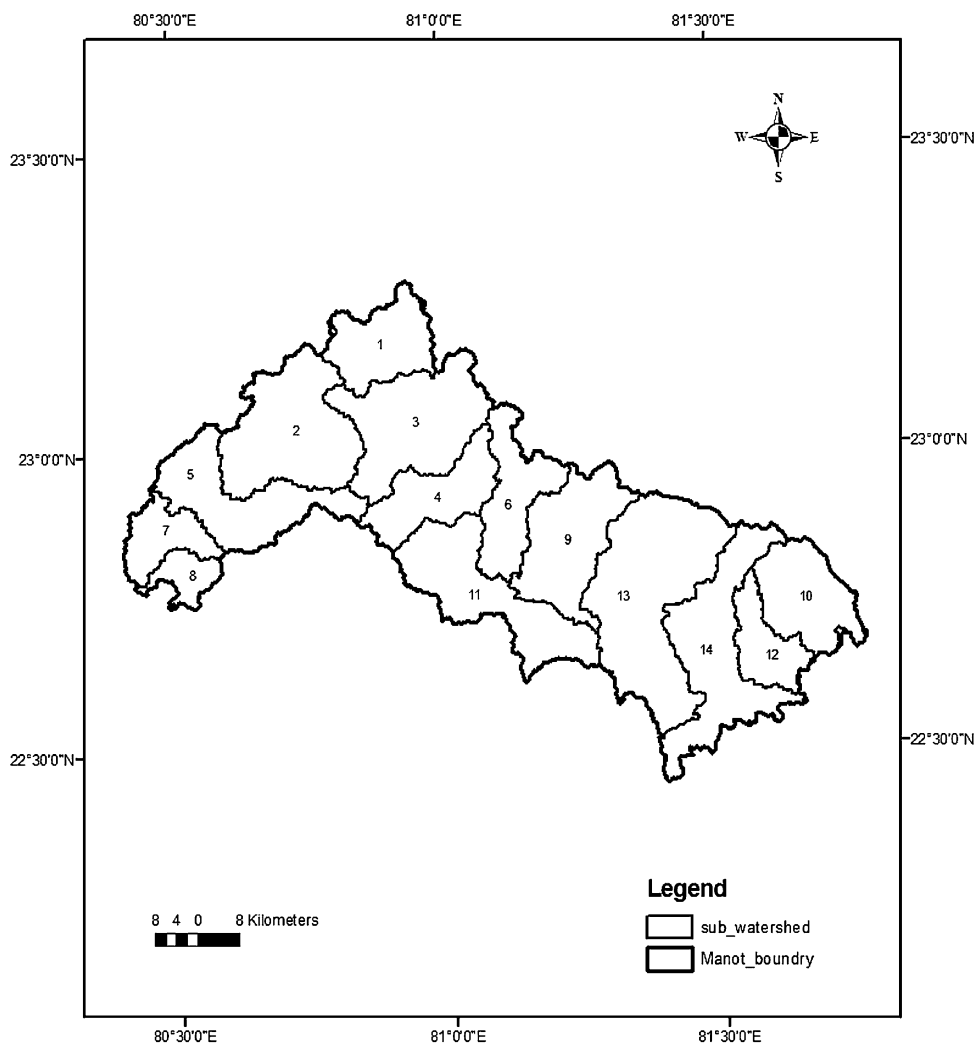 80°30'0"E 81°0'0"E 81°30'0"E
N
W E
S
23°30'0"N 23°30'0"N
1
2
3
23°0'0"N 23°0'0"N
5
4
6
7
9
8
11
13
10
14
12
22°30'0"N 22°30'0"N
Legend
sub_watershed
Manot_boundry
8 4 0 8 Kilometers
80°30'0"E 81°0'0"E 81°30'0"E